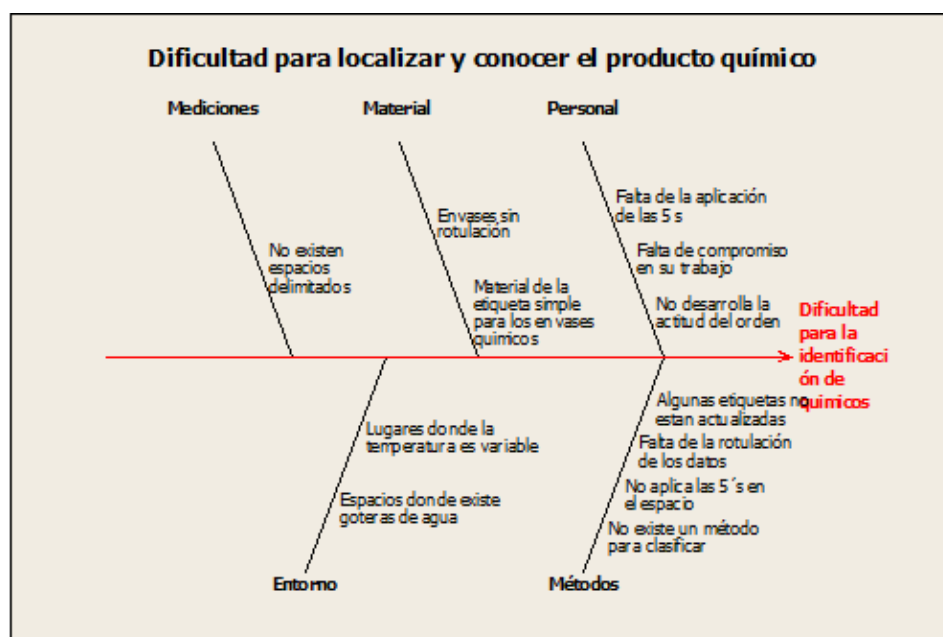 Dificultad para localizar y conocer el producto químico
Mediciones
Material
Personal
No existen
espacios
delimitados
Envases sin
rotulación
Material de la
etiqueta simple
para los envases
quimicos
Falta de la aplicación
de las 5 s
Falta de compromiso
en su trabajo
No desarrolla la
actitud del orden
Dificultad
para la
identificaci
ón de
quimicos
Lugares donde la
temperatura es variable
Espacios donde existe
goteras de agua
Algunas etiquetas no
estan actualizadas
Falta de la rotulación
de los datos
No aplica las 5´s en
el espacio
No existe un método
para clasificar
Entorno
Métodos